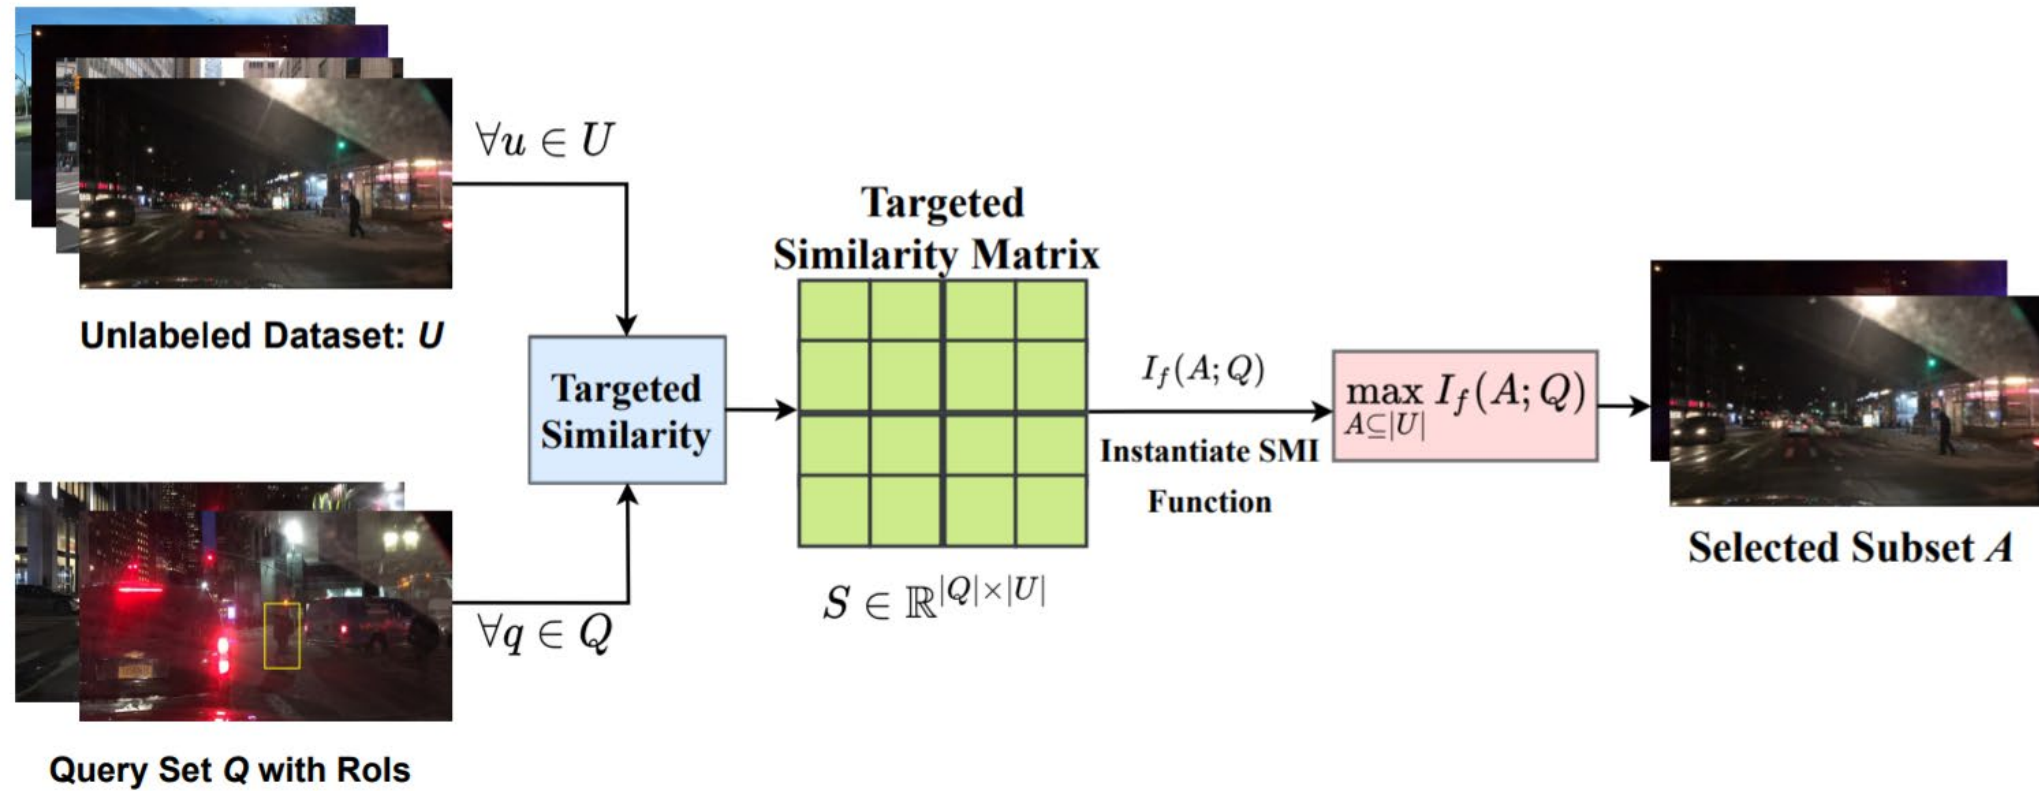 ∀u ∈ U
Unlabeled Dataset: U
Targeted
Similarity
Targeted
Similarity Matrix
S ∈ ℝ^{|Q|×|U|}
I_f(A; Q)
Instantiate SMI
Function
max I_f(A; Q)
A⊆|U|
Selected Subset A
∀q ∈ Q
Query Set Q with RoIs